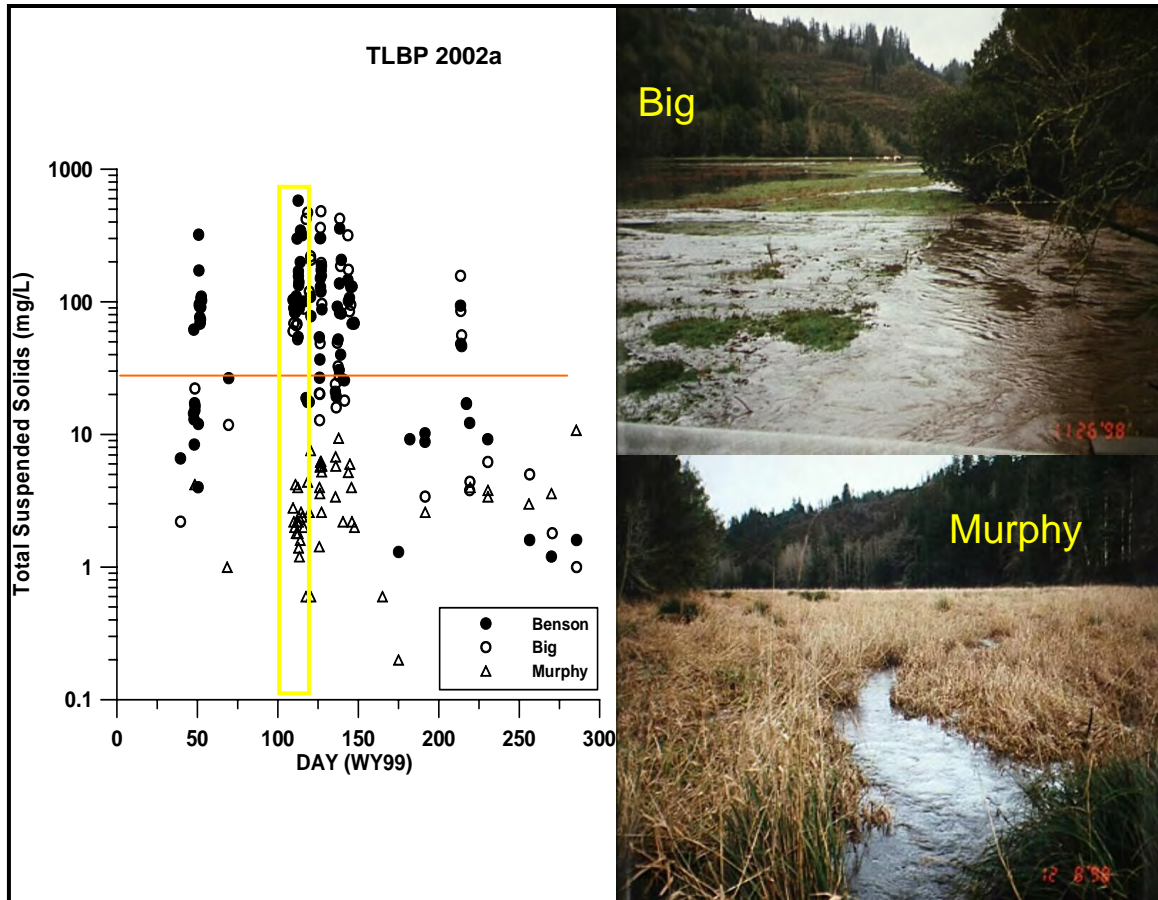 TLBP 2002a
Total Suspended Solids (mg/L)
1000
100
10
1
0.1
0
50
100
150
200
250
300
DAY (WY99)
Benson
Big
Murphy
Big
11 26 '98
Murphy
12 8 '98